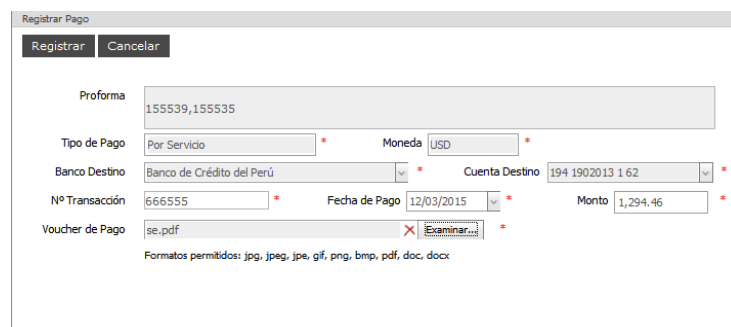 Registrar Pago
Registrar Cancelar
Proforma 155539,155535
Tipo de Pago Por Servicio * Moneda USD *
Banco Destino Banco de Crédito del Perú * Cuenta Destino 194 1902013 1 62 *
Nº Transacción 666555 * Fecha de Pago 12/03/2015 * Monto 1,294.46 *
Voucher de Pago se.pdf Examinar... *
Formatos permitidos: jpg, jpeg, jpe, gif, png, bmp, pdf, doc, docx